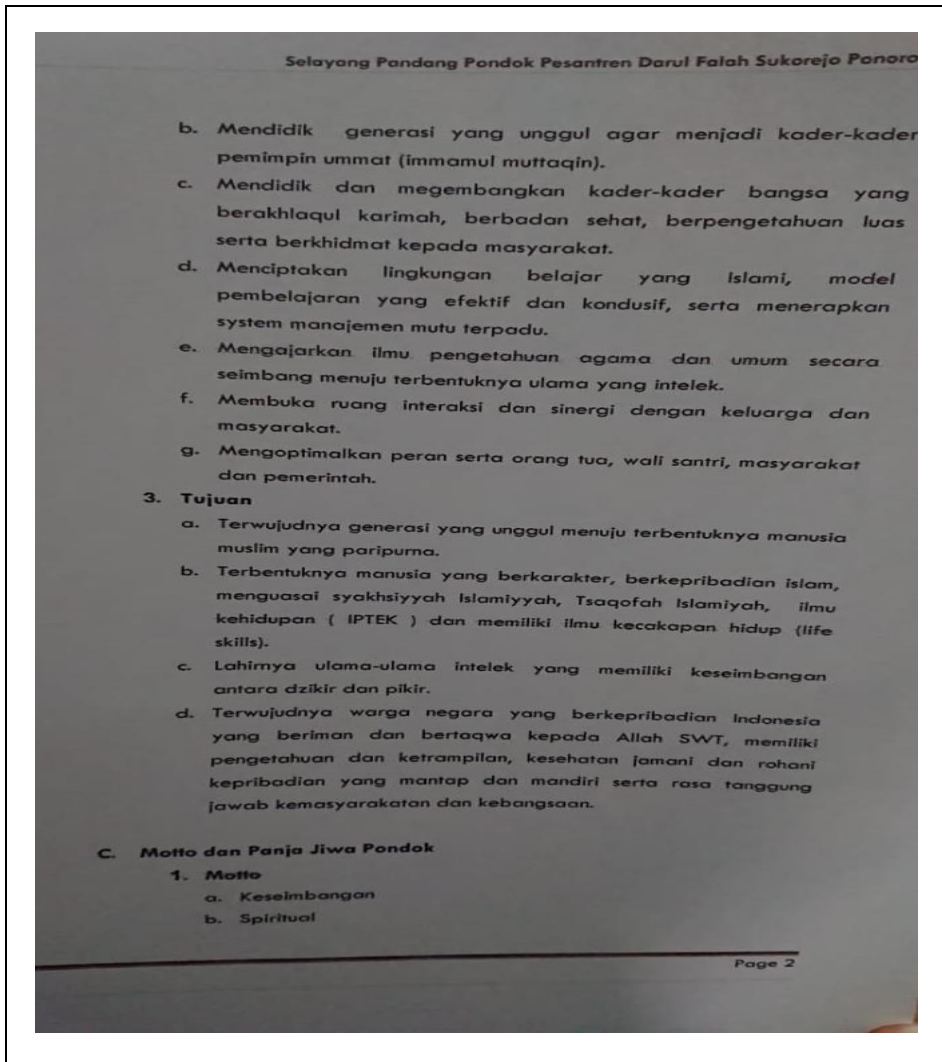 Selayang Pandang Pondok Pesantren Darul Falah Sukorejo Ponoro
b. Mendidik generasi yang unggul agar menjadi kader-kader
pemimpin ummat (immamul muttaqin).
c. Mendidik dan megembangkan kader-kader bangsa yang
berakhlaqul karimah, berbadan sehat, berpengetahuan luas
serta berkhidmat kepada masyarakat.
d. Menciptakan lingkungan belajar yang Islami, model
pembelajaran yang efektif dan kondusif, serta menerapkan
system manajemen mutu terpadu.
e. Mengajarkan ilmu pengetahuan agama dan umum secara
seimbang menuju terbentuknya ulama yang intelek.
f. Membuka ruang interaksi dan sinergi dengan keluarga dan
masyarakat.
g. Mengoptimalkan peran serta orang tua, wali santri, masyarakat
dan pemerintah.
3. Tujuan
a. Terwujudnya generasi yang unggul menuju terbentuknya manusia
muslim yang paripurna.
b. Terbentuknya manusia yang berkarakter, berkepribadian islam,
menguasai syakhsiyyah Islamiyyah, Tsaqofah Islamiyah, ilmu
kehidupan ( IPTEK ) dan memiliki ilmu kecakapan hidup (life
skills).
c. Lahirnya ulama-ulama intelek yang memiliki keseimbangan
antara dzikir dan pikir.
d. Terwujudnya warga negara yang berkepribadian Indonesia
yang beriman dan bertaqwa kepada Allah SWT, memiliki
pengetahuan dan ketrampilan, kesehatan jamani dan rohani
kepribadian yang mantap dan mandiri serta rasa tanggung
jawab kemasyarakatan dan kebangsaan.
C. Motto dan Panja Jiwa Pondok
1. Motto
a. Keseimbangan
b. Spiritual
Page 2